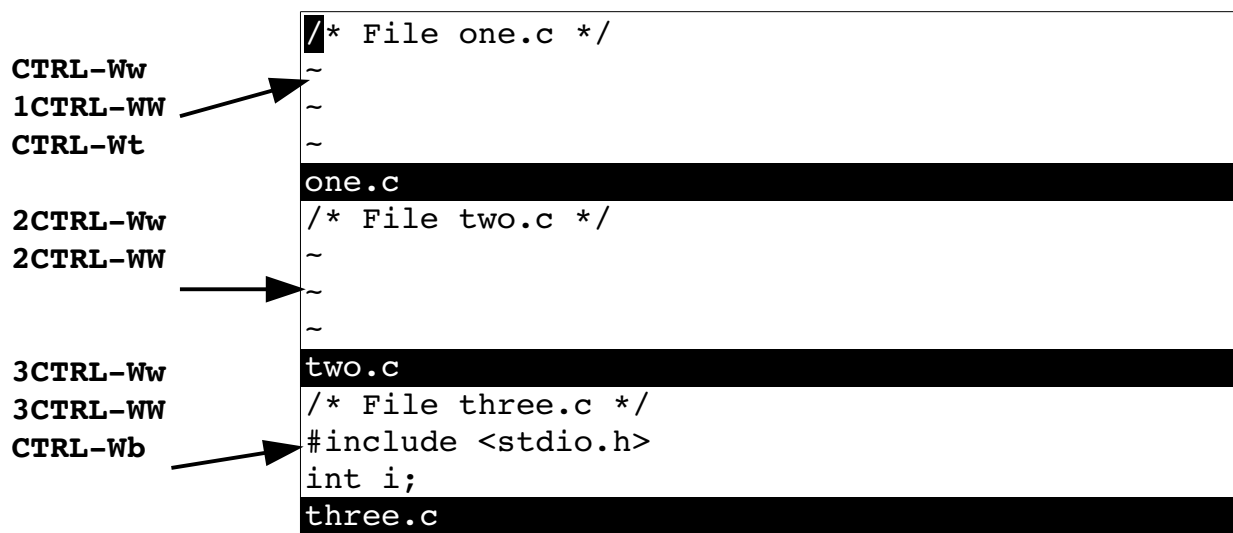 CTRL-Ww
1CTRL-WW
CTRL-Wt
2CTRL-Ww
2CTRL-WW
3CTRL-Ww
3CTRL-WW
CTRL-Wb
/* File one.c */
~
~
~
one.c
/* File two.c */
~
~
~
two.c
/* File three.c */
#include <stdio.h>
int i;
three.c